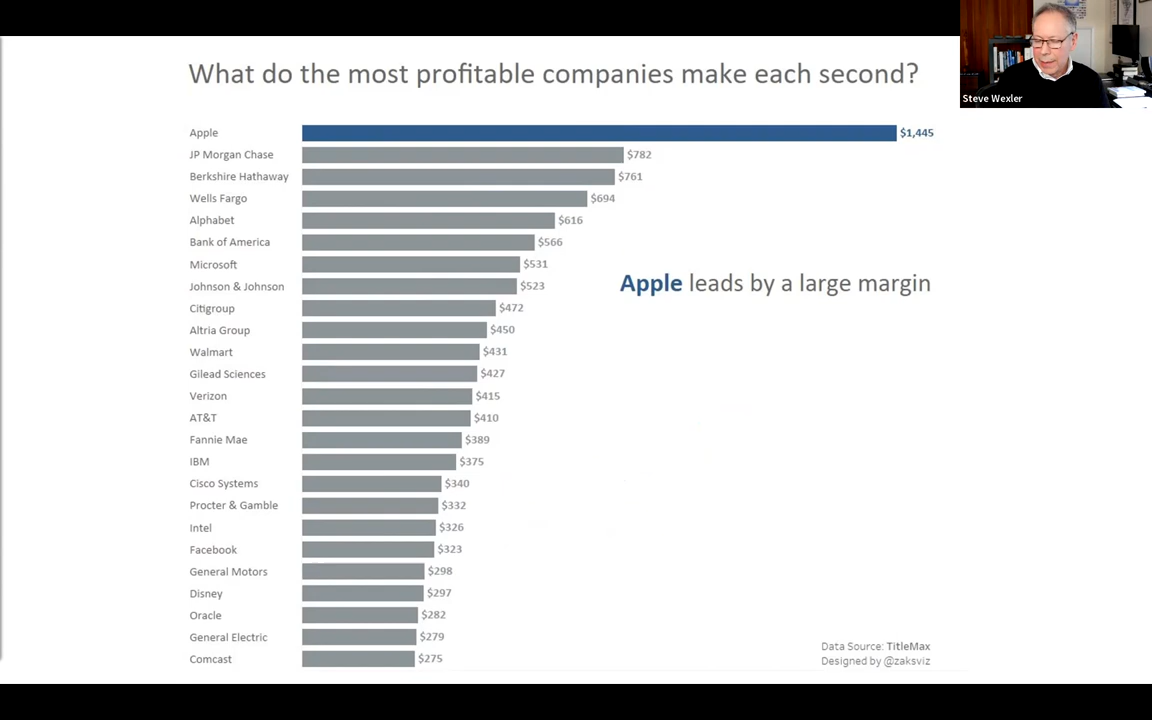 What do the most profitable companies make each second?
Steve Wexler
Apple $1,445
JP Morgan Chase $782
Berkshire Hathaway $761
Wells Fargo $694
Alphabet $616
Bank of America $566
Microsoft $531
Apple leads by a large margin
Johnson & Johnson $523
Citigroup $472
Altria Group $450
Walmart $431
Gilead Sciences $427
Verizon $415
AT&T $410
Fannie Mae $389
IBM $375
Cisco Systems $340
Procter & Gamble $332
Intel $326
Facebook $323
General Motors $298
Disney $297
Oracle $282
General Electric $279
Comcast $275
Data Source: TitleMax
Designed by @zaksviz